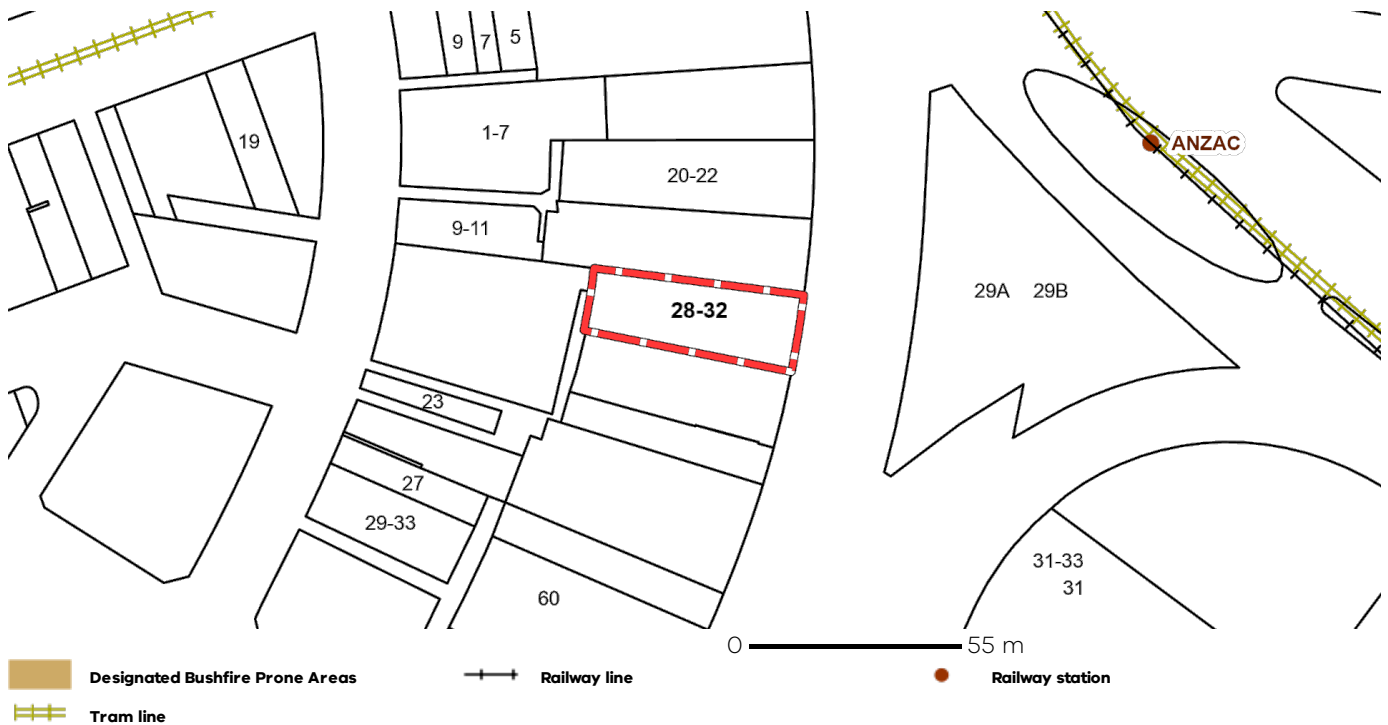 9 7 5
1-7
19
ANZAC
20-22
9-11
28-32
29A 29B
23
27
29-33
31-33
31
60
0 55 m
Designated Bushfire Prone Areas Railway line Railway station
Tram line